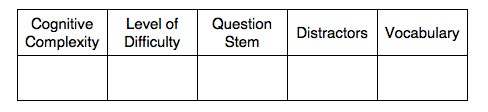 Cognitive Complexity
Level of Difficulty
Question Stem
Distractors
Vocabulary